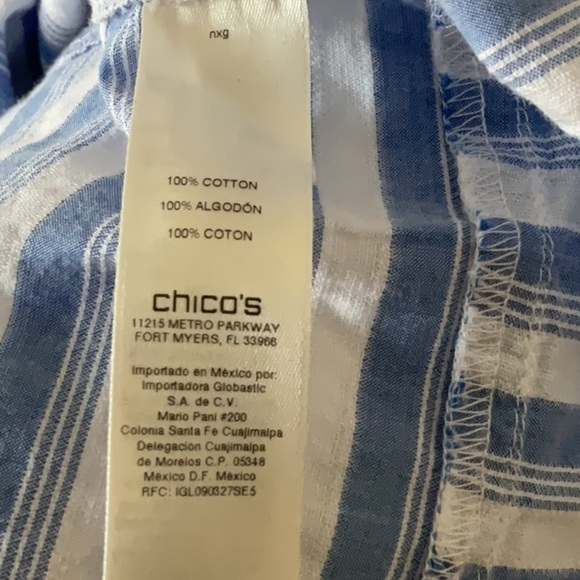 nxg
100% COTTON
100% ALGODÓN
100% COTON
chico's
11215 METRO PARKWAY
FORT MYERS, FL 33966
Importado en México por:
Importadora Globastic
S.A. de C.V.
Mario Pani #200
Colonia Santa Fe Cuajimalpa
Delegación Cuajimalpa
de Morelos C.P. 05348
México D.F. México
RFC: IGL090327SE5